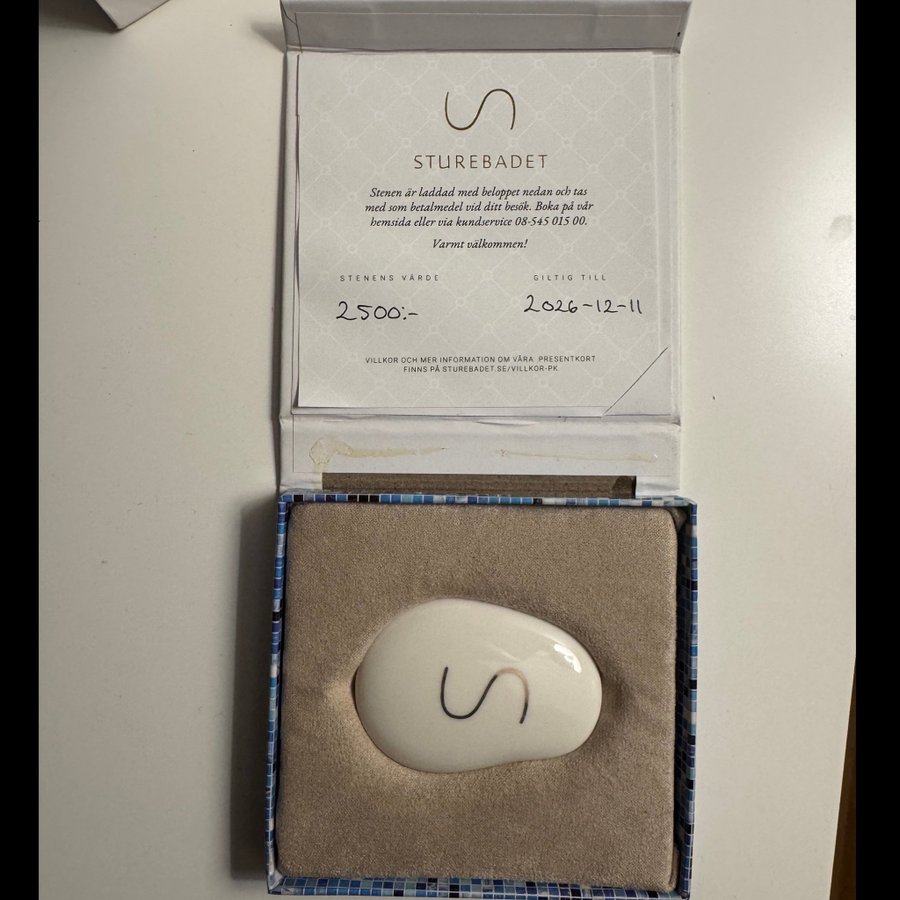 STUREBADET
Stenen är laddad med beloppet nedan och tas
med som betalmedel vid ditt besök. Boka på vår
hemsida eller via kundservice 08-545 015 00.
Varmt välkommen!
STENENS VÄRDE
GILTIG TILL
2500:-
2026-12-11
VILLKOR OCH MER INFORMATION OM VÅRA PRESENTKORT
FINNS PÅ STUREBADET.SE/VILLKOR-PK